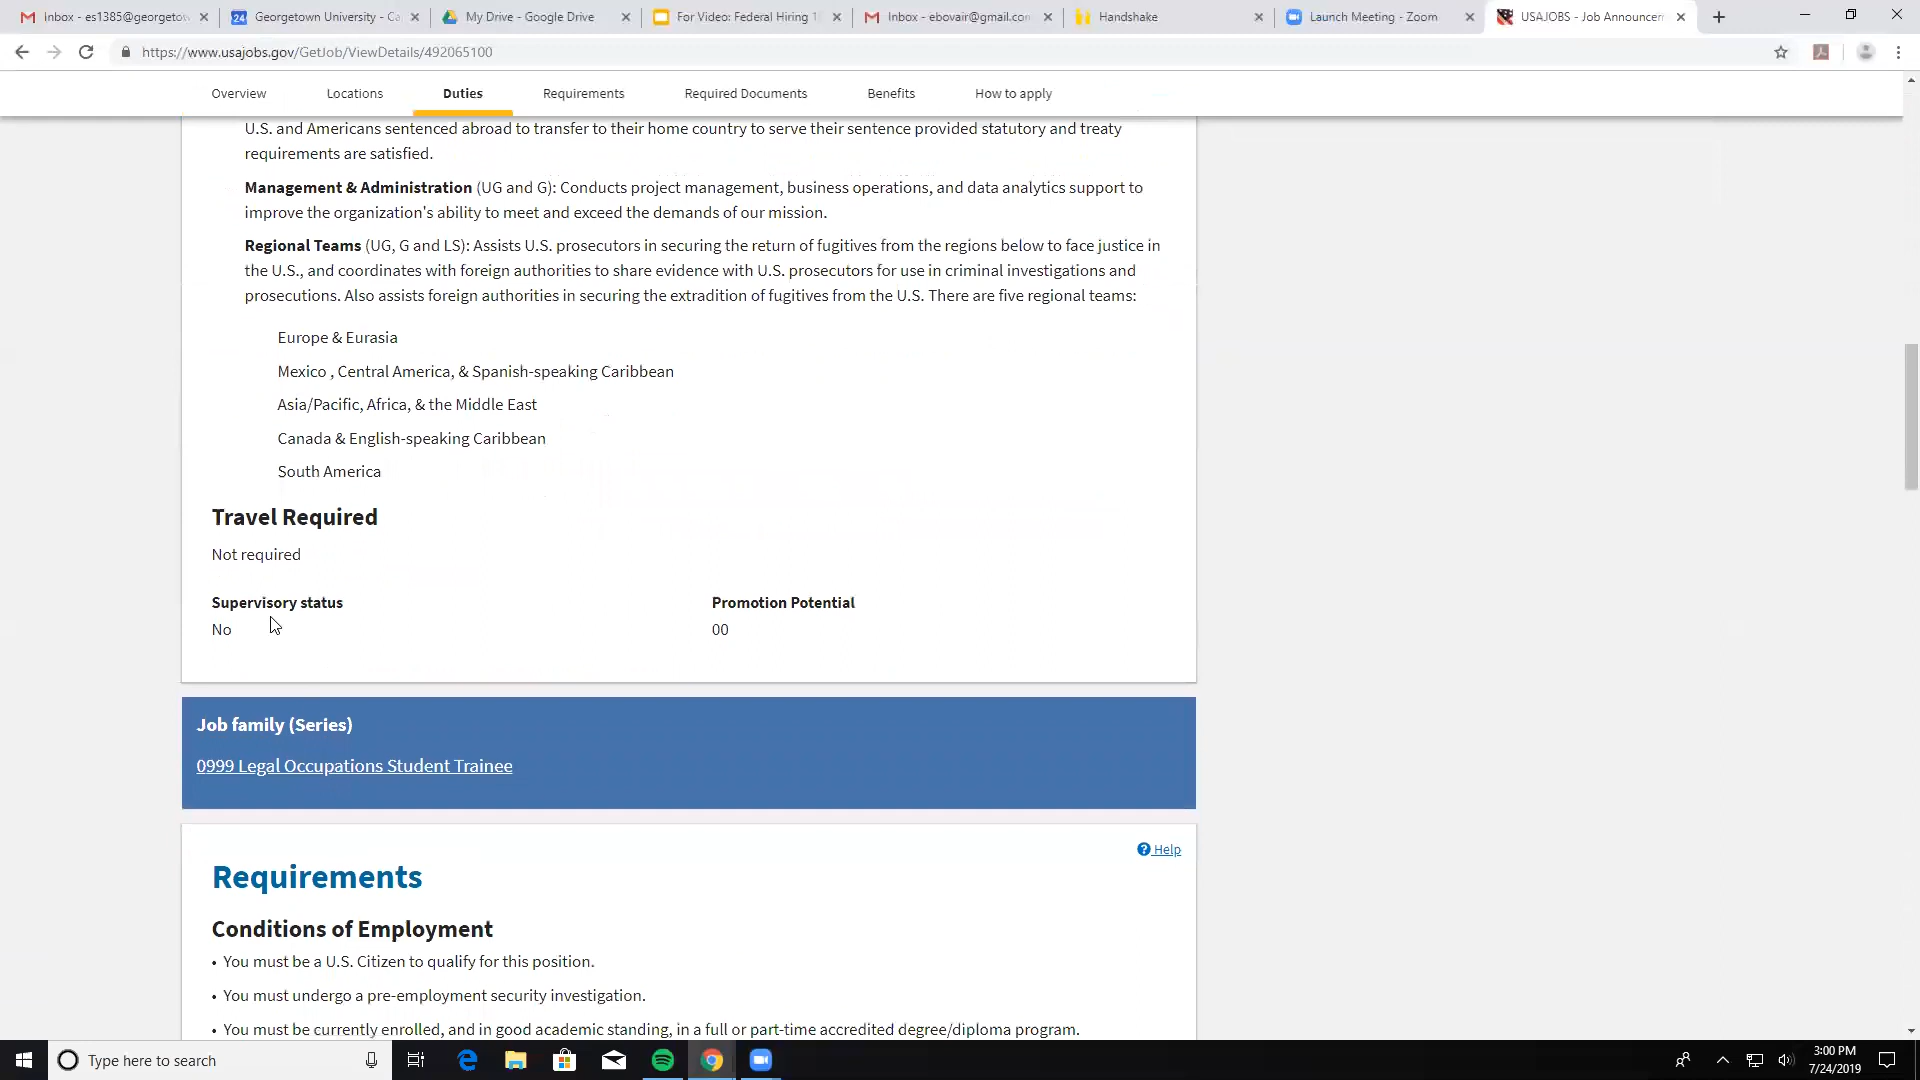 Inbox - es1385@georgetow
Georgetown University - Ca
My Drive - Google Drive
For Video: Federal Hiring 1
Inbox - ebovair@gmail.con
Handshake
Launch Meeting - Zoom
USAJOBS - Job Announcem
https://www.usajobs.gov/GetJob/ViewDetails/492065100
Overview
Locations
Duties
Requirements
Required Documents
Benefits
How to apply
U.S. and Americans sentenced abroad to transfer to their home country to serve their sentence provided statutory and treaty
requirements are satisfied.
Management & Administration (UG and G): Conducts project management, business operations, and data analytics support to
improve the organization's ability to meet and exceed the demands of our mission.
Regional Teams (UG, G and LS): Assists U.S. prosecutors in securing the return of fugitives from the regions below to face justice in
the U.S., and coordinates with foreign authorities to share evidence with U.S. prosecutors for use in criminal investigations and
prosecutions. Also assists foreign authorities in securing the extradition of fugitives from the U.S. There are five regional teams:
Europe & Eurasia
Mexico , Central America, & Spanish-speaking Caribbean
Asia/Pacific, Africa, & the Middle East
Canada & English-speaking Caribbean
South America
Travel Required
Not required
Supervisory status
No
Promotion Potential
00
Job family (Series)
0999 Legal Occupations Student Trainee
Help
Requirements
Conditions of Employment
• You must be a U.S. Citizen to qualify for this position.
• You must undergo a pre-employment security investigation.
• You must be currently enrolled, and in good academic standing, in a full or part-time accredited degree/diploma program.
Type here to search
3:00 PM
7/24/2019